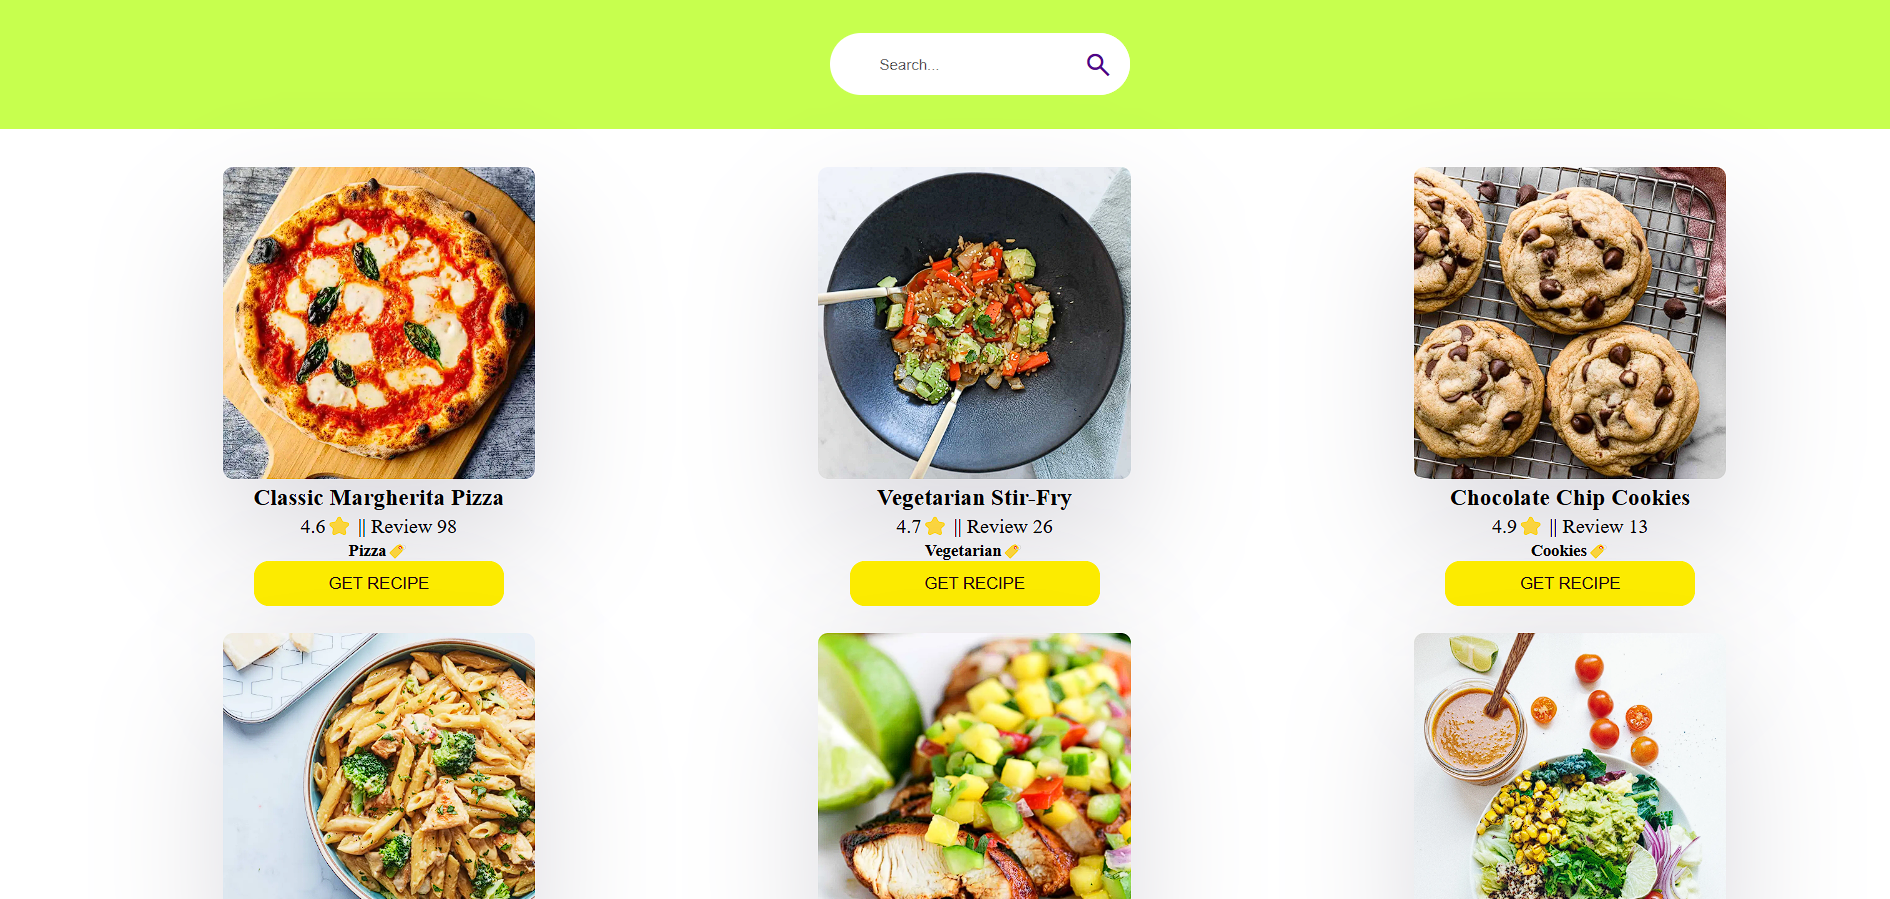 Search...
Classic Margherita Pizza
4.6 || Review 98
Pizza
GET RECIPE
Vegetarian Stir-Fry
4.7 || Review 26
Vegetarian
GET RECIPE
Chocolate Chip Cookies
4.9 || Review 13
Cookies
GET RECIPE